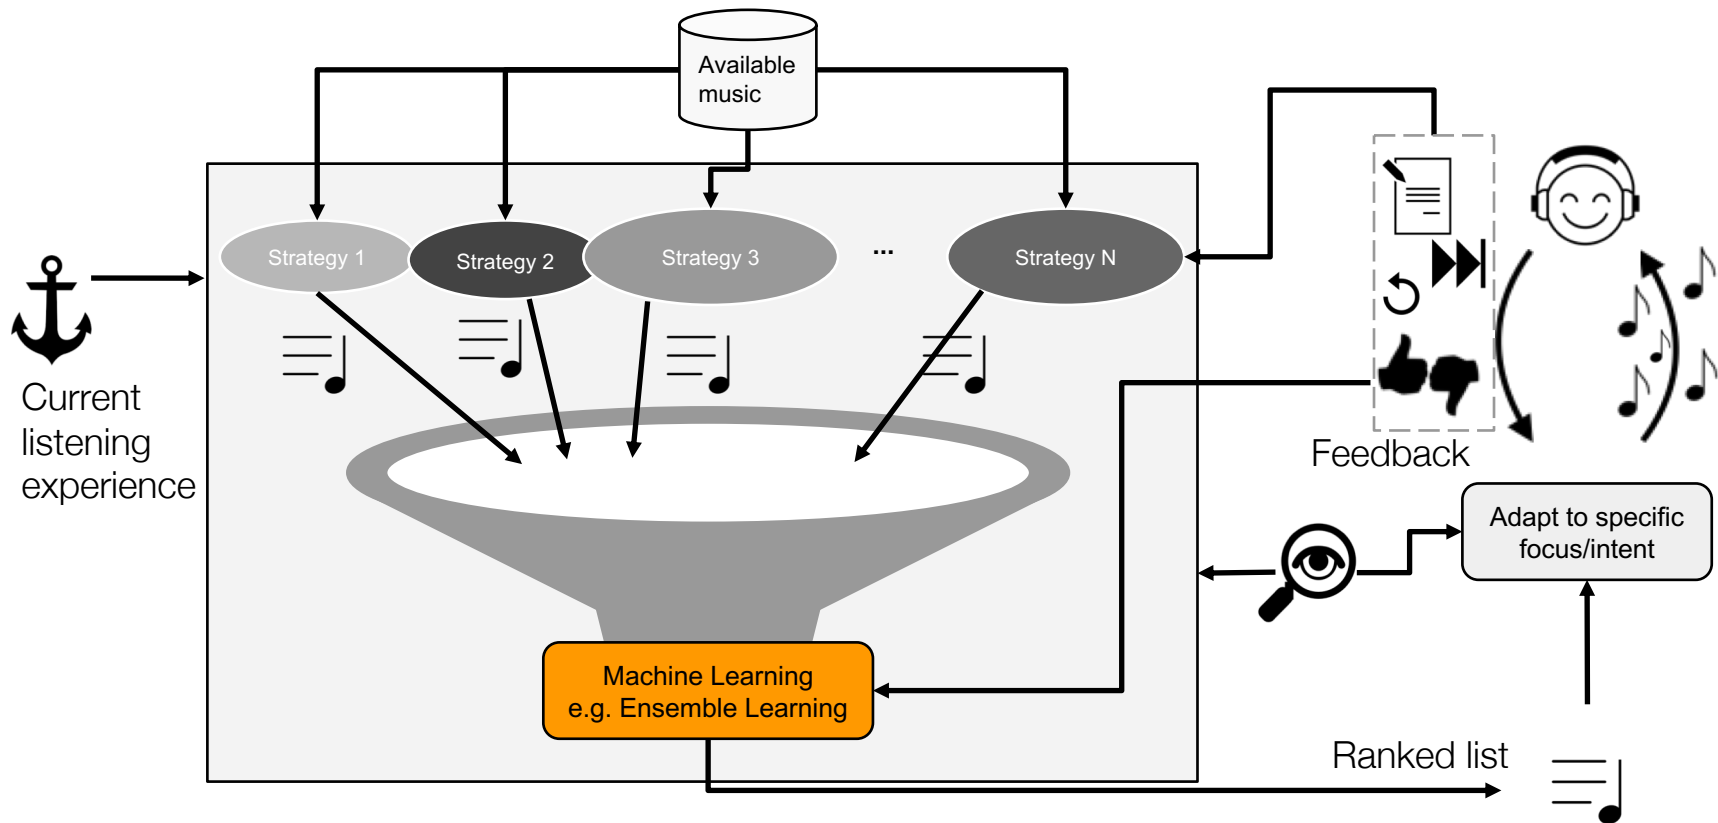 Available
music
Strategy 1
Strategy 2
Strategy 3
...
Strategy N
Current
listening
experience
Feedback
Adapt to specific
focus/intent
Machine Learning
e.g. Ensemble Learning
Ranked list